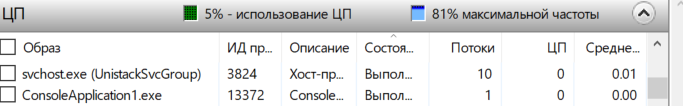 ЦП 5% - использование ЦП 81% максимальной частоты
Образ ИД пр... Описание Состоя... Потоки ЦП Средне...
svchost.exe (UnistackSvcGroup) 3824 Хост-пр... Выпол... 10 0 0.01
ConsoleApplication1.exe 13372 Console... Выпол... 1 0 0.00